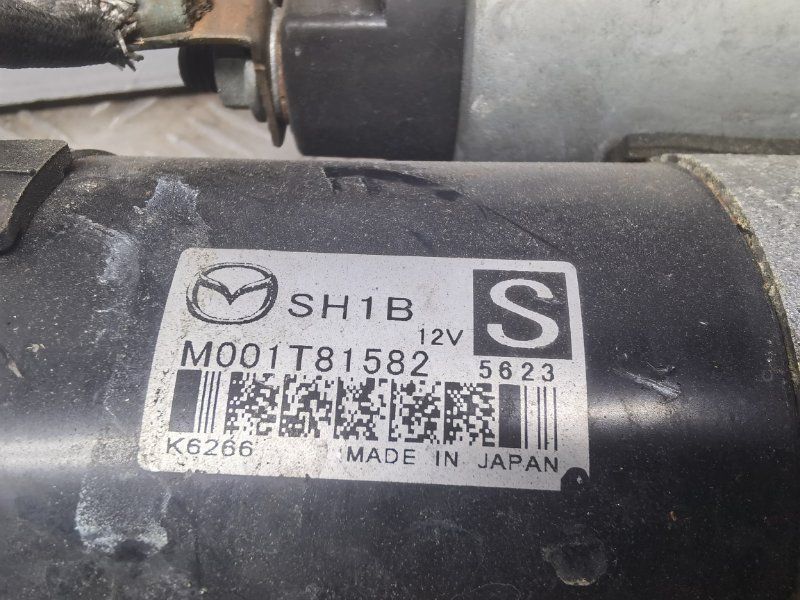 SH1B S
12V
M001T81582 5623
K6266 MADE IN JAPAN